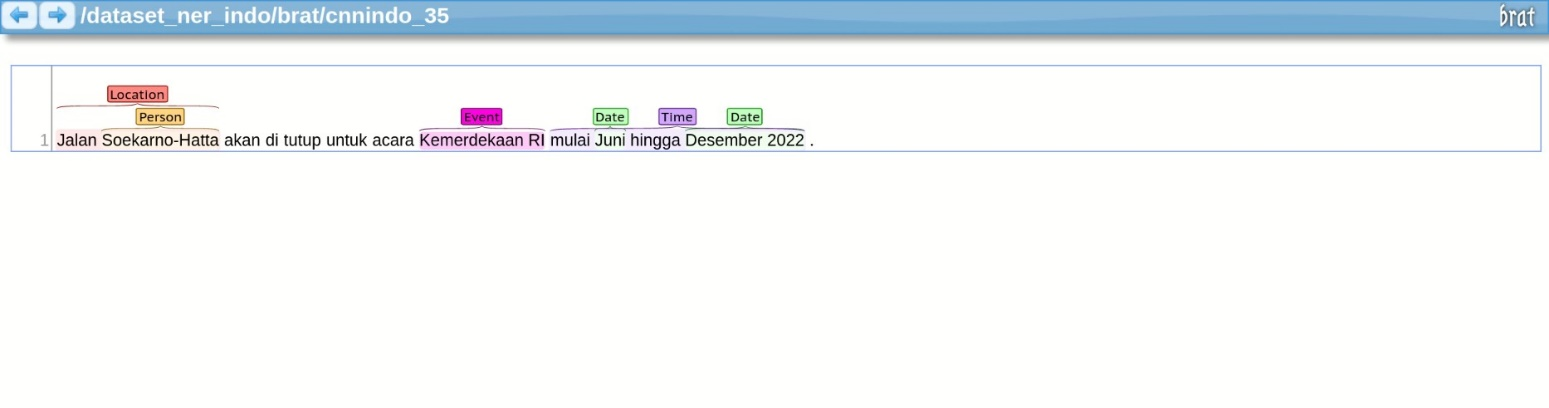 /dataset_ner_indo/brat/cnnindo_35
brat
Location
Person Event Date Time Date
1 Jalan Soekarno-Hatta akan di tutup untuk acara Kemerdekaan RI mulai Juni hingga Desember 2022 .